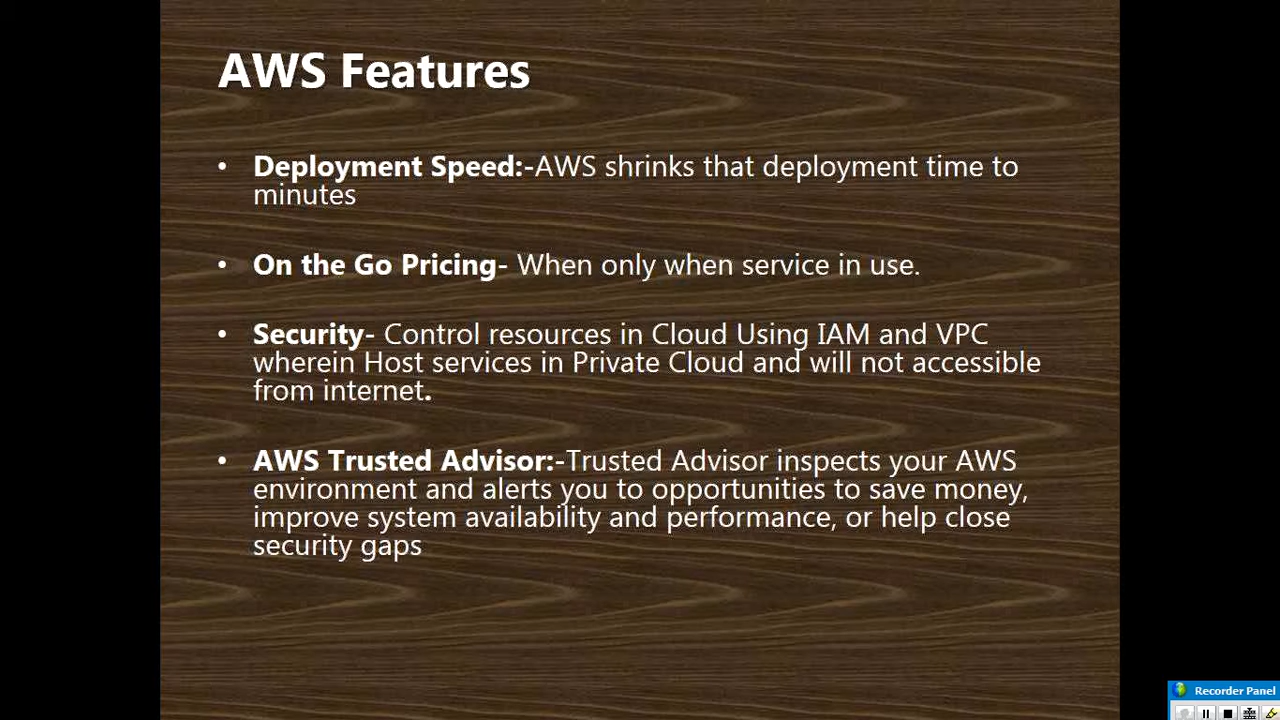 AWS Features
• Deployment Speed:-AWS shrinks that deployment time to
minutes
• On the Go Pricing- When only when service in use.
• Security- Control resources in Cloud Using IAM and VPC
wherein Host services in Private Cloud and will not accessible
from internet.
• AWS Trusted Advisor:-Trusted Advisor inspects your AWS
environment and alerts you to opportunities to save money,
improve system availability and performance, or help close
security gaps
Recorder Panel